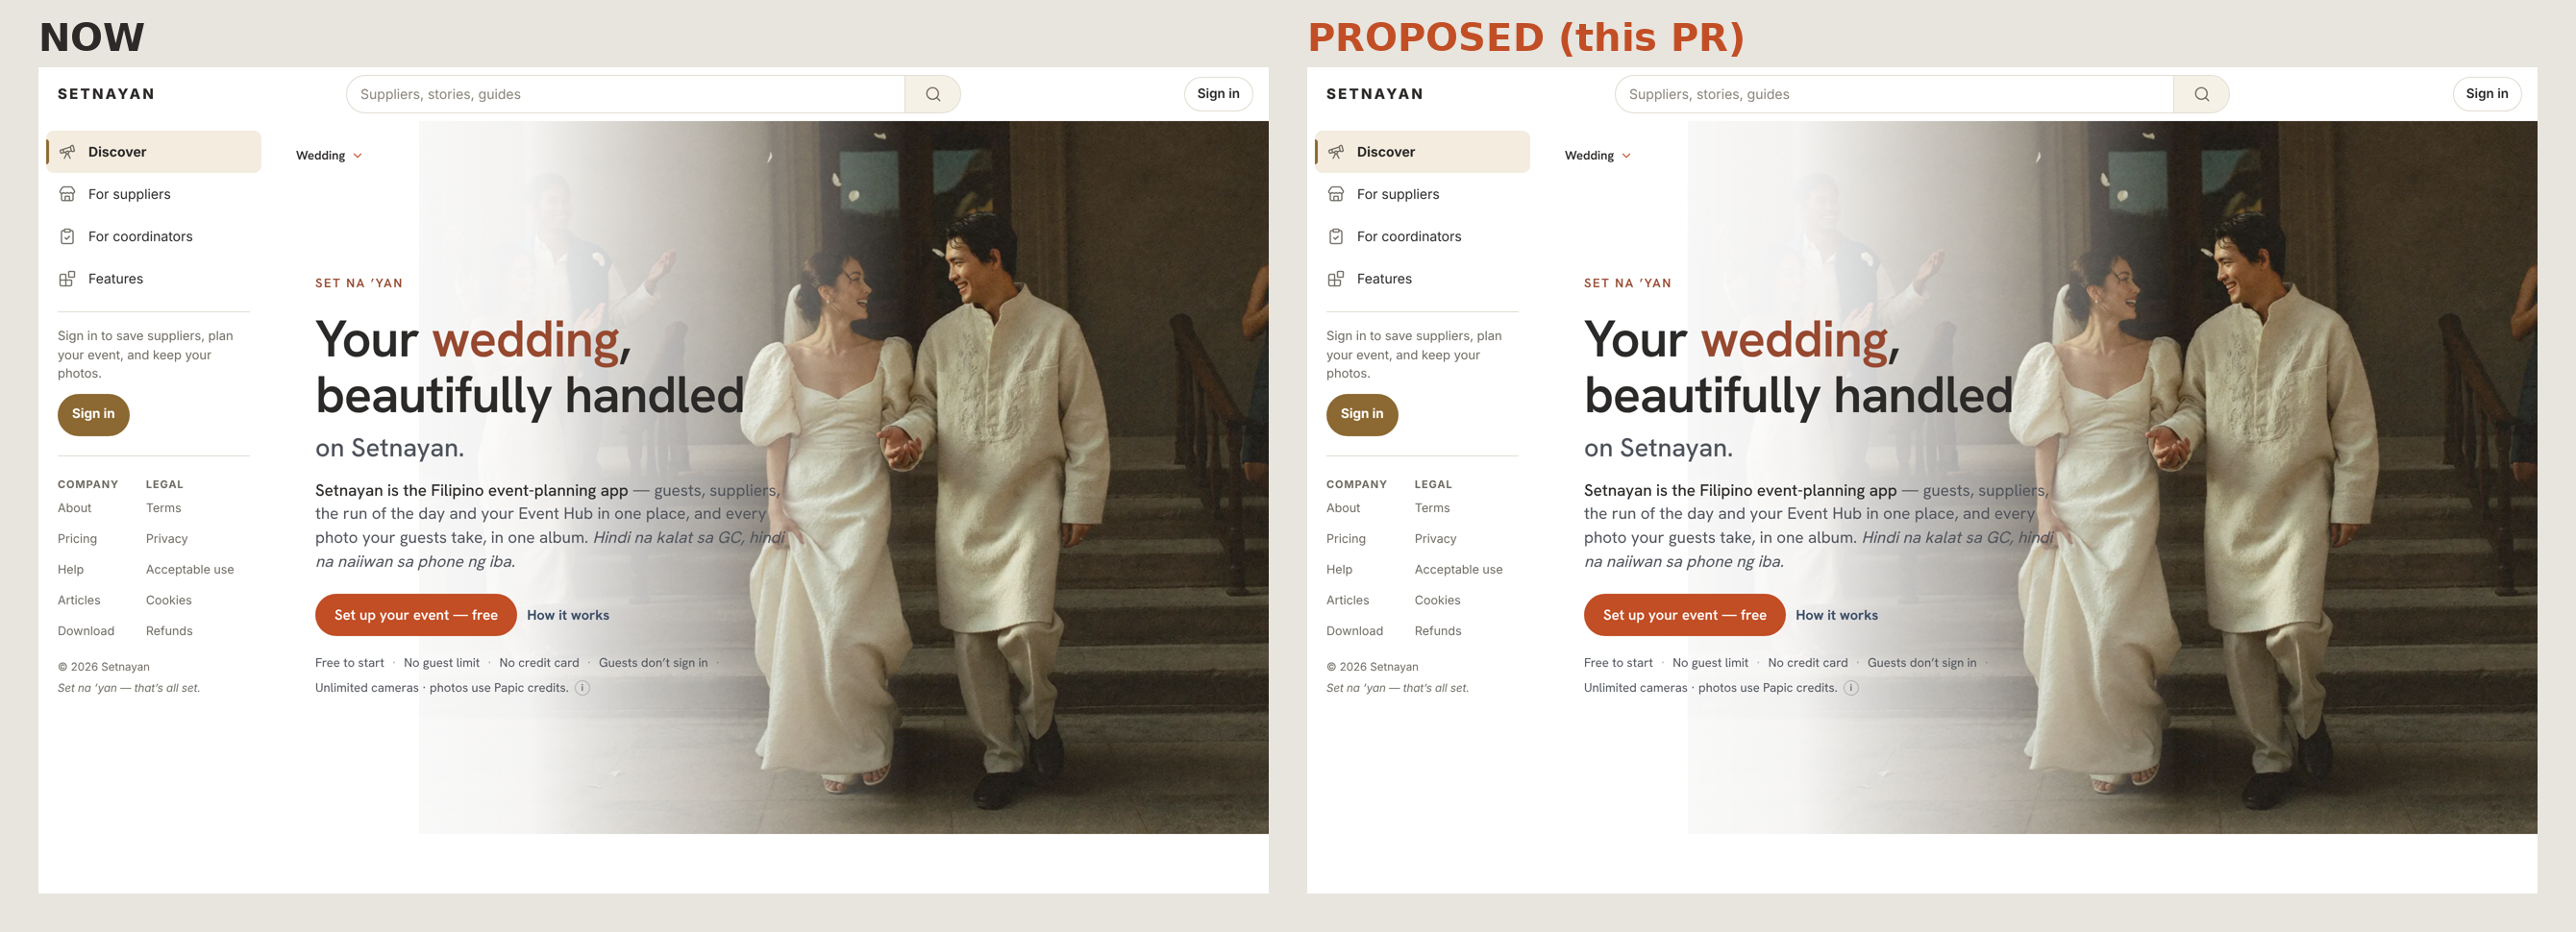 NOW
SETNAYAN
Suppliers, stories, guides
Sign in
Discover
For suppliers
For coordinators
Features
Sign in to save suppliers, plan
your event, and keep your
photos.
Sign in
COMPANY LEGAL
About Terms
Pricing Privacy
Help Acceptable use
Articles Cookies
Download Refunds
© 2026 Setnayan
Set na ’yan — that’s all set.
Wedding
SET NA ’YAN
Your wedding,
beautifully handled
on Setnayan.
Setnayan is the Filipino event-planning app — guests, suppliers,
the run of the day and your Event Hub in one place, and every
photo your guests take, in one album. Hindi na kalat sa GC, hindi
na naiiwan sa phone ng iba.
Set up your event — free How it works
Free to start · No guest limit · No credit card · Guests don’t sign in ·
Unlimited cameras · photos use Papic credits. i
PROPOSED (this PR)
SETNAYAN
Suppliers, stories, guides
Sign in
Discover
For suppliers
For coordinators
Features
Sign in to save suppliers, plan
your event, and keep your
photos.
Sign in
COMPANY LEGAL
About Terms
Pricing Privacy
Help Acceptable use
Articles Cookies
Download Refunds
© 2026 Setnayan
Set na ’yan — that’s all set.
Wedding
SET NA ’YAN
Your wedding,
beautifully handled
on Setnayan.
Setnayan is the Filipino event-planning app — guests, suppliers,
the run of the day and your Event Hub in one place, and every
photo your guests take, in one album. Hindi na kalat sa GC, hindi
na naiiwan sa phone ng iba.
Set up your event — free How it works
Free to start · No guest limit · No credit card · Guests don’t sign in ·
Unlimited cameras · photos use Papic credits. i